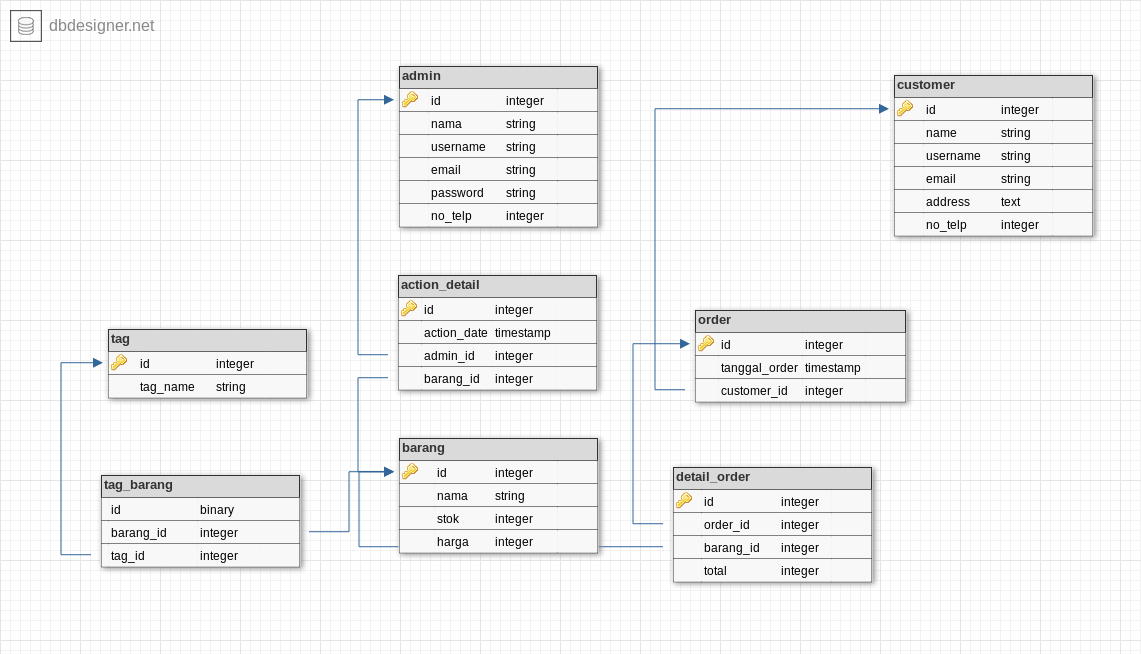 dbdesigner.net
admin
id integer
nama string
username string
email string
password string
no_telp integer
customer
id integer
name string
username string
email string
address text
no_telp integer
action_detail
id integer
action_date timestamp
admin_id integer
barang_id integer
order
id integer
tanggal_order timestamp
customer_id integer
tag
id integer
tag_name string
barang
id integer
nama string
stok integer
harga integer
detail_order
id integer
order_id integer
barang_id integer
total integer
tag_barang
id binary
barang_id integer
tag_id integer